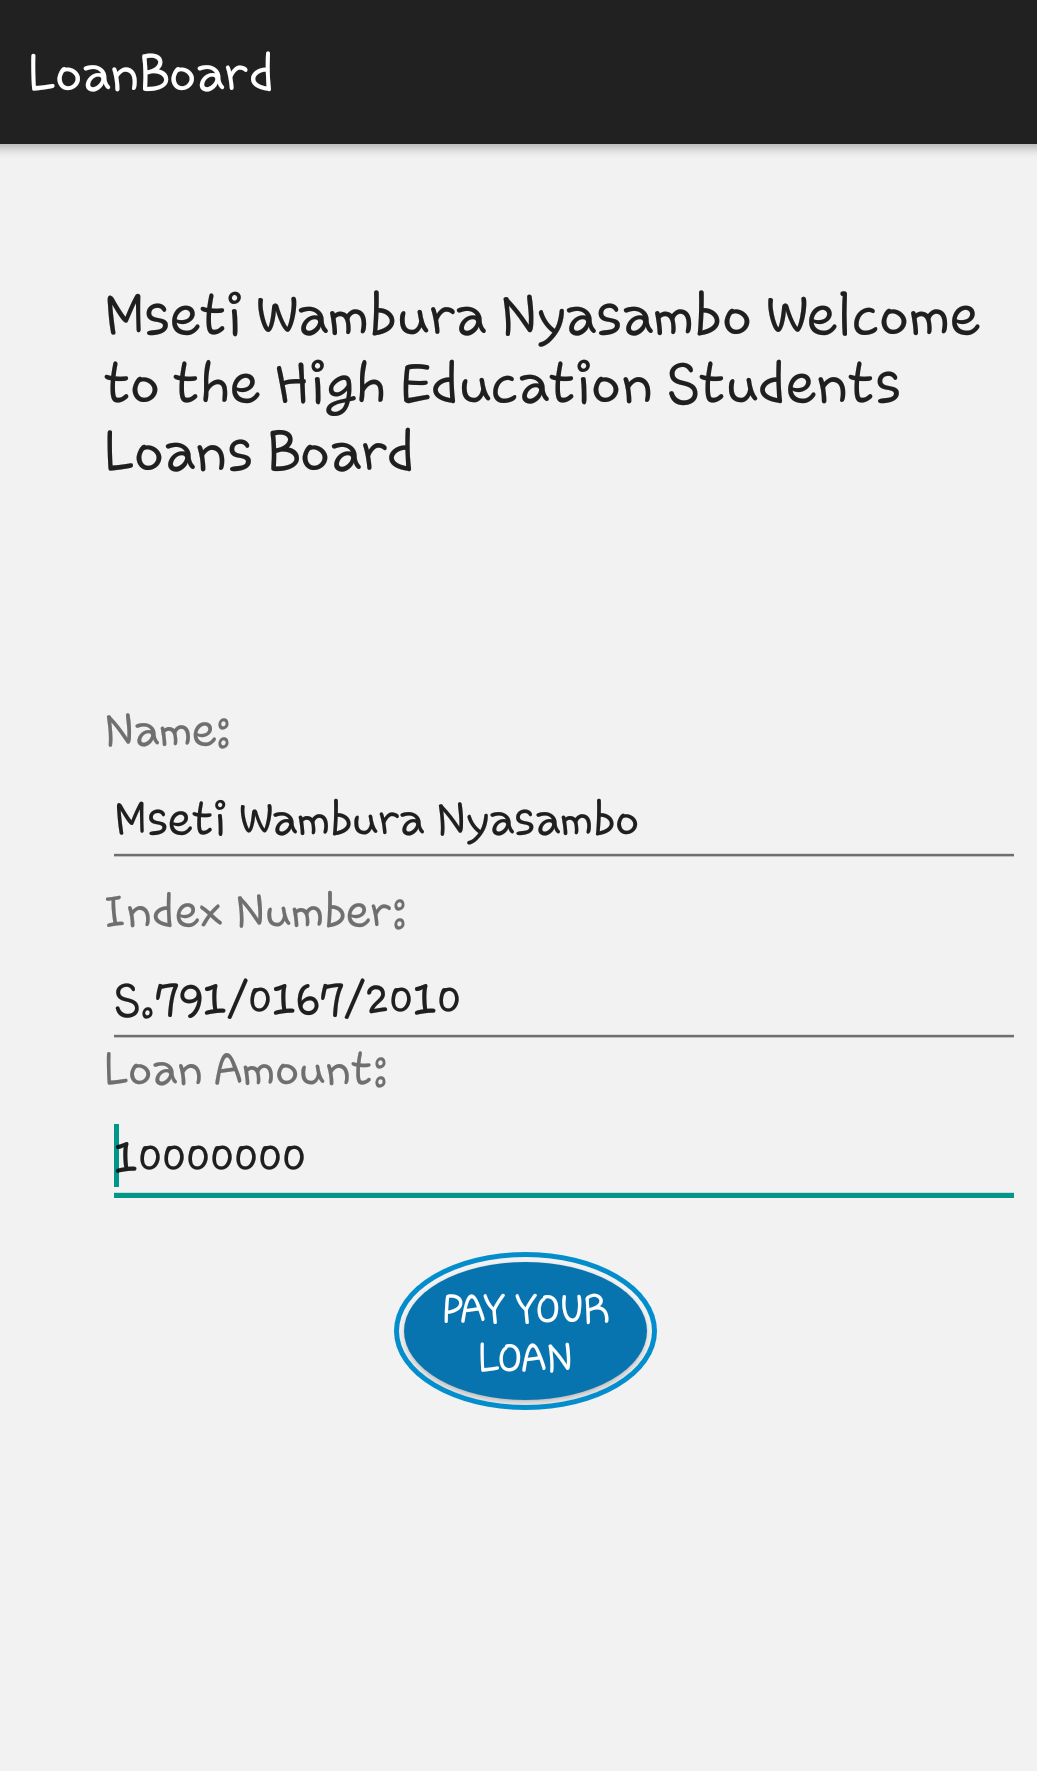 LoanBoard
Mseti Wambura Nyasambo Welcome
to the High Education Students
Loans Board
Name:
Mseti Wambura Nyasambo
Index Number:
S.791/0167/2010
Loan Amount:
10000000
PAY YOUR
LOAN